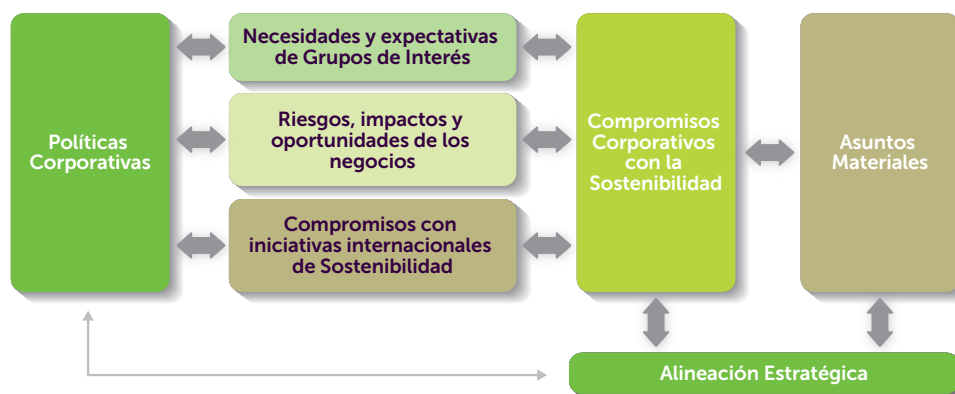 Políticas
Corporativas
Necesidades y expectativas
de Grupos de Interés
Riesgos, impactos y
oportunidades de los
negocios
Compromisos con
iniciativas internacionales
de Sostenibilidad
Compromisos
Corporativos
con la
Sostenibilidad
Asuntos
Materiales
Alineación Estratégica